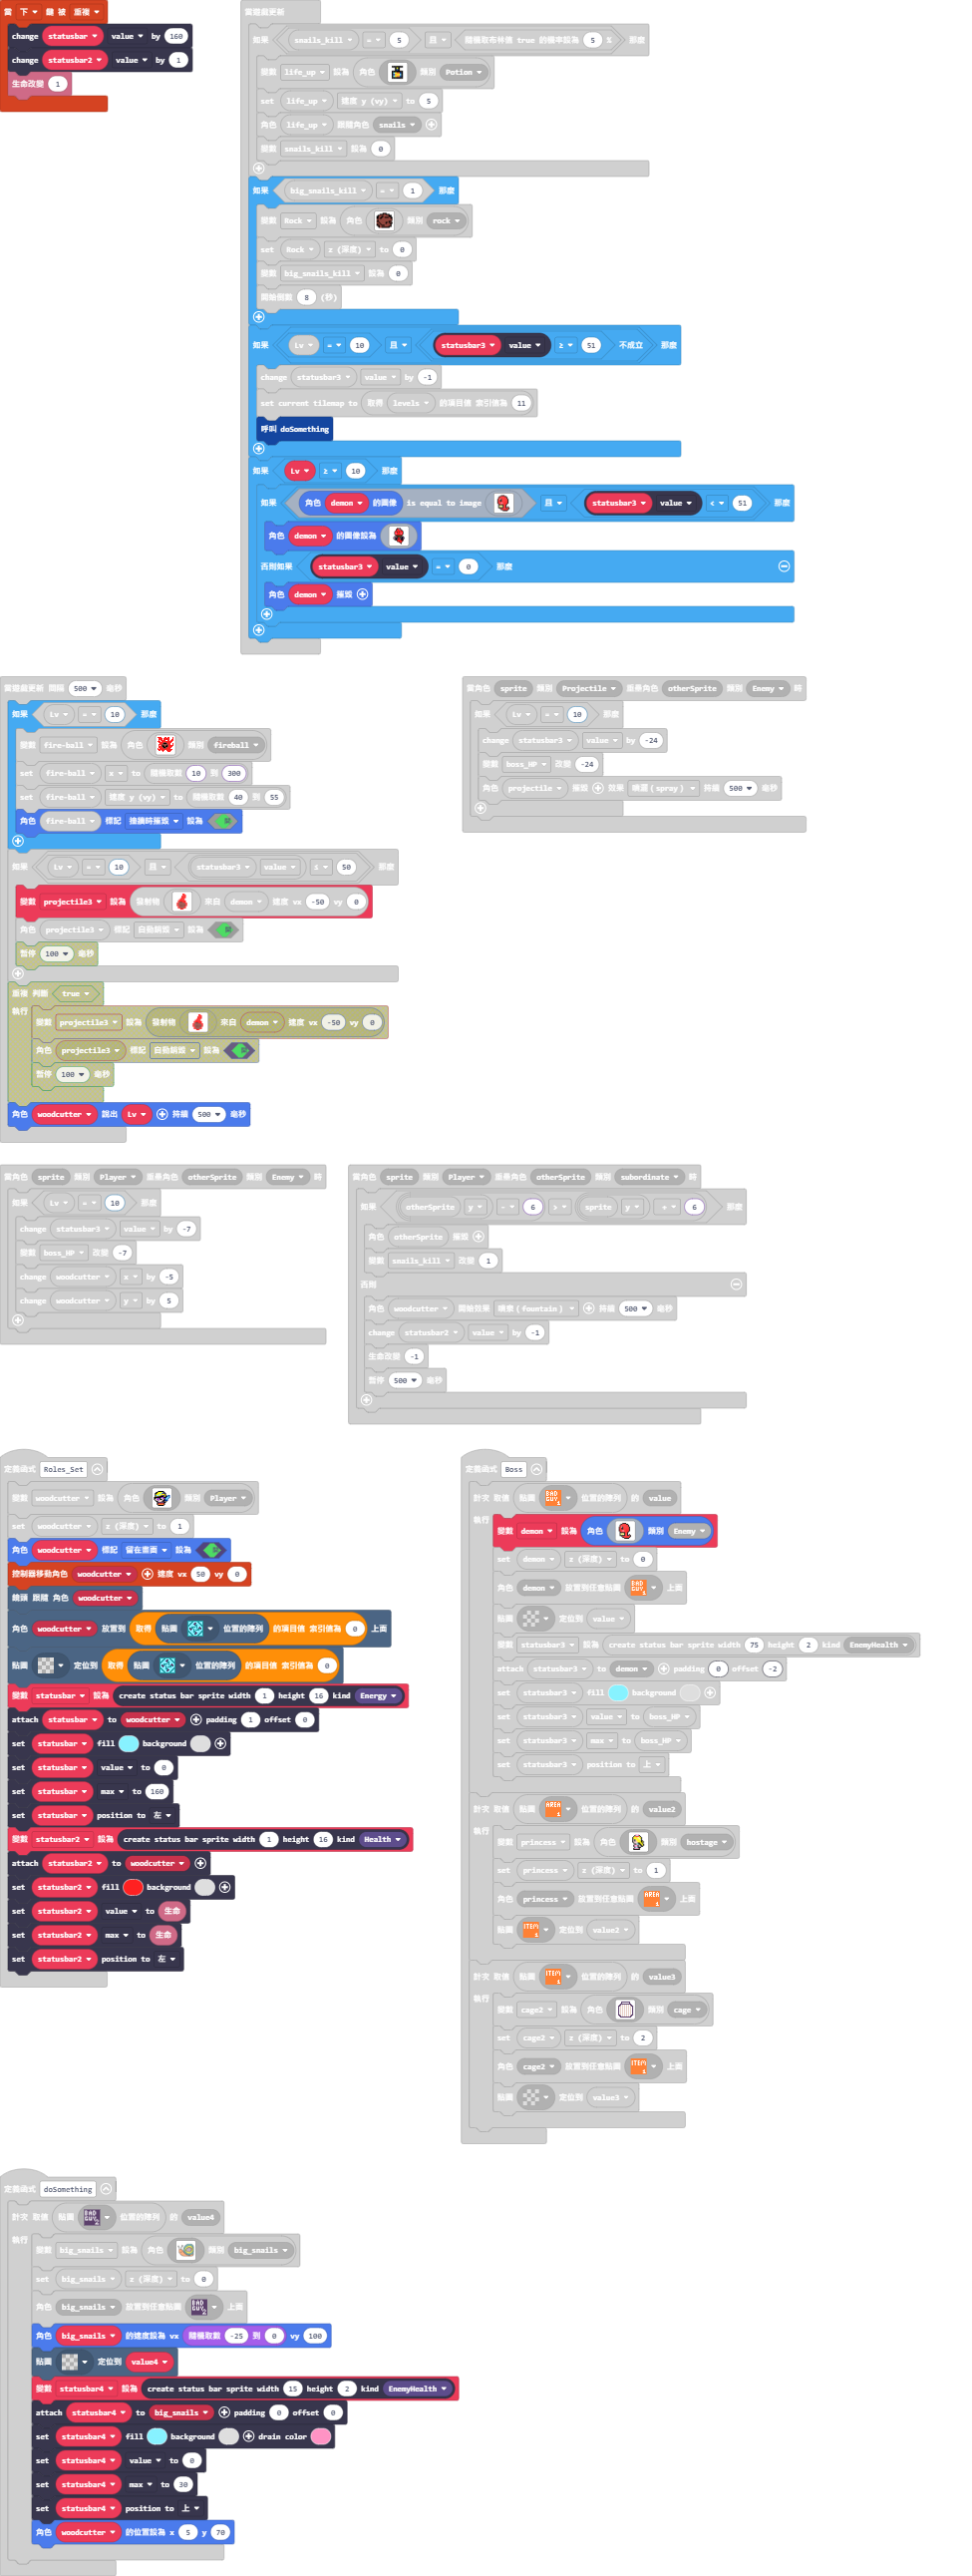 當 下 鍵 被 重複
change statusbar value by 160
change statusbar2 value by 1
生命改變 1
當遊戲更新
如果 snails_kill = 5 且 隨機取布林值 true 的機率設為 5 % 那麼
變數 life_up 設為 角色 類別 Potion
set life_up 速度 y (vy) to 5
角色 life_up 跟隨角色 snails
變數 snails_kill 設為 0
如果 big_snails_kill = 1 那麼
變數 Rock 設為 角色 類別 rock
set Rock z (深度) to 0
變數 big_snails_kill 設為 0
開始倒數 8 (秒)
如果 Lv = 10 且 statusbar3 value ≥ 51 不成立 那麼
change statusbar3 value by -1
set current tilemap to 取得 levels 的項目值 索引值為 11
呼叫 doSomething
如果 Lv ≥ 10 那麼
如果 角色 demon 的圖像 is equal to image 且 statusbar3 value < 51 那麼
角色 demon 的圖像設為
否則如果 statusbar3 value = 0 那麼
角色 demon 摧毀
當遊戲更新 間隔 500 毫秒
如果 Lv = 10 那麼
變數 fire-ball 設為 角色 類別 fireball
set fire-ball x to 隨機取數 10 到 300
set fire-ball 速度 y (vy) to 隨機取數 40 到 55
角色 fire-ball 標記 撞牆時摧毀 設為
如果 Lv = 10 且 statusbar3 value ≤ 50 那麼
變數 projectile3 設為 發射物 來自 demon 速度 vx -50 vy 0
角色 projectile3 標記 自動銷毀 設為
暫停 100 毫秒
重複 判斷 true
執行
變數 projectile3 設為 發射物 來自 demon 速度 vx -50 vy 0
角色 projectile3 標記 自動銷毀 設為
暫停 100 毫秒
角色 woodcutter 說出 Lv 持續 500 毫秒
當角色 sprite 類別 Projectile 重疊角色 otherSprite 類別 Enemy 時
如果 Lv = 10 那麼
change statusbar3 value by -24
變數 boss_HP 改變 -24
角色 projectile 摧毀 效果 噴灑 (spray) 持續 500 毫秒
當角色 sprite 類別 Player 重疊角色 otherSprite 類別 Enemy 時
如果 Lv = 10 那麼
change statusbar3 value by -7
變數 boss_HP 改變 -7
change woodcutter x by -5
change woodcutter y by 5
當角色 sprite 類別 Player 重疊角色 otherSprite 類別 subordinate 時
如果 otherSprite y - 6 > sprite y + 6 那麼
角色 otherSprite 摧毀
變數 snails_kill 改變 1
否則
角色 woodcutter 開始效果 噴泉 (fountain) 持續 500 毫秒
change statusbar2 value by -1
生命改變 -1
暫停 500 毫秒
定義函式 Roles_Set
變數 woodcutter 設為 角色 類別 Player
set woodcutter z (深度) to 1
角色 woodcutter 標記 留在畫面 設為
控制器移動角色 woodcutter 速度 vx 50 vy 0
鏡頭 跟隨 角色 woodcutter
角色 woodcutter 放置到 取得 貼圖 位置的陣列 的項目值 索引值為 0 上面
貼圖 定位到 取得 貼圖 位置的陣列 的項目值 索引值為 0
變數 statusbar 設為 create status bar sprite width 1 height 16 kind Energy
attach statusbar to woodcutter padding 1 offset 0
set statusbar fill background
set statusbar value to 0
set statusbar max to 160
set statusbar position to 左
變數 statusbar2 設為 create status bar sprite width 1 height 16 kind Health
attach statusbar2 to woodcutter
set statusbar2 fill background
set statusbar2 value to 生命
set statusbar2 max to 生命
set statusbar2 position to 左
定義函式 Boss
計次 取值 貼圖 BAD GUY 1 位置的陣列 的 value
執行
變數 demon 設為 角色 類別 Enemy
set demon z (深度) to 0
角色 demon 放置到任意貼圖 BAD GUY 1 上面
貼圖 定位到 value
變數 statusbar3 設為 create status bar sprite width 75 height 2 kind EnemyHealth
attach statusbar3 to demon padding 0 offset -2
set statusbar3 fill background
set statusbar3 value to boss_HP
set statusbar3 max to boss_HP
set statusbar3 position to 上
計次 取值 貼圖 AREA 1 位置的陣列 的 value2
執行
變數 princess 設為 角色 類別 hostage
set princess z (深度) to 1
角色 princess 放置到任意貼圖 AREA 1 上面
貼圖 ITEM 1 定位到 value2
計次 取值 貼圖 ITEM 1 位置的陣列 的 value3
執行
變數 cage2 設為 角色 類別 cage
set cage2 z (深度) to 2
角色 cage2 放置到任意貼圖 ITEM 1 上面
貼圖 定位到 value3
定義函式 doSomething
計次 取值 貼圖 BAD GUY 2 位置的陣列 的 value4
執行
變數 big_snails 設為 角色 類別 big_snails
set big_snails z (深度) to 0
角色 big_snails 放置到任意貼圖 BAD GUY 2 上面
角色 big_snails 的速度設為 vx 隨機取數 -25 到 0 vy 100
貼圖 定位到 value4
變數 statusbar4 設為 create status bar sprite width 15 height 2 kind EnemyHealth
attach statusbar4 to big_snails padding 0 offset 0
set statusbar4 fill background drain color
set statusbar4 value to 0
set statusbar4 max to 30
set statusbar4 position to 上
角色 woodcutter 的位置設為 x 5 y 70